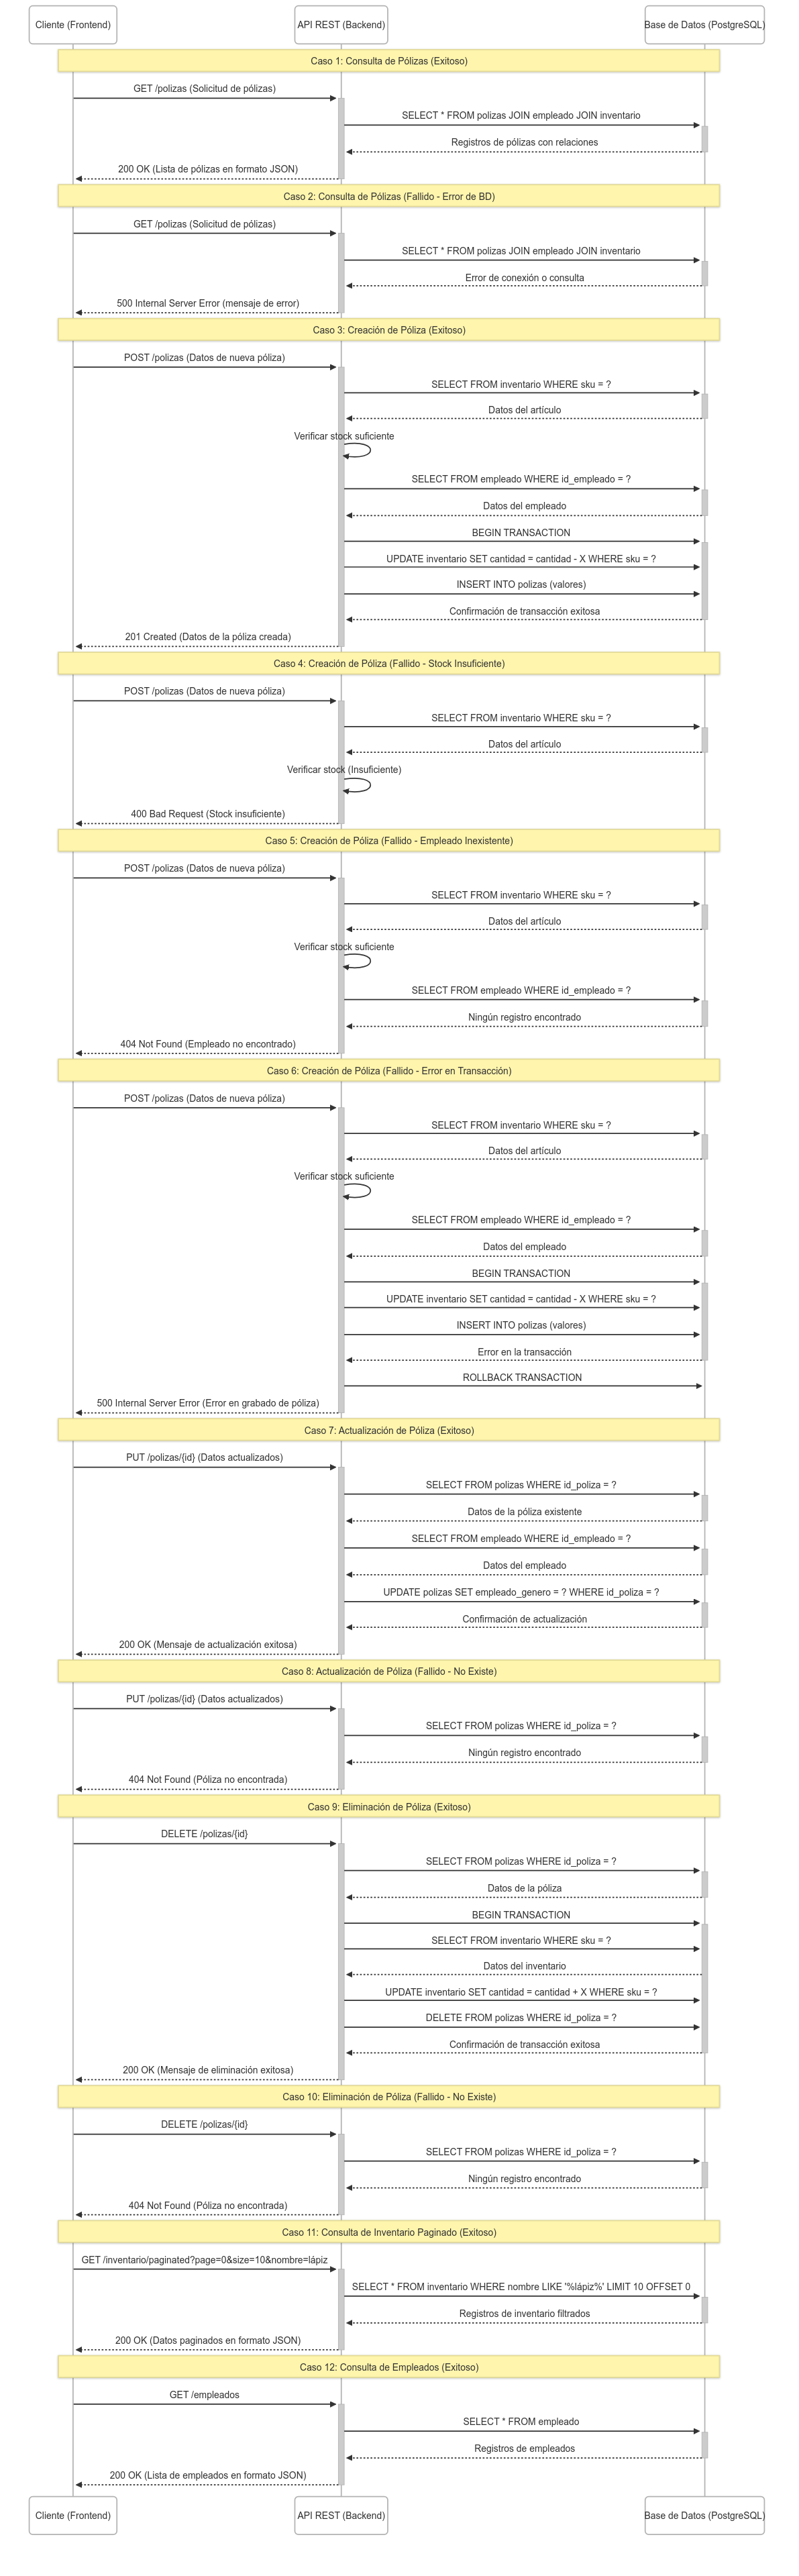 Cliente (Frontend)
API REST (Backend)
Base de Datos (PostgreSQL)
Caso 1: Consulta de Pólizas (Exitoso)
GET /polizas (Solicitud de pólizas)
SELECT * FROM polizas JOIN empleado JOIN inventario
Registros de pólizas con relaciones
200 OK (Lista de pólizas en formato JSON)
Caso 2: Consulta de Pólizas (Fallido - Error de BD)
GET /polizas (Solicitud de pólizas)
SELECT * FROM polizas JOIN empleado JOIN inventario
Error de conexión o consulta
500 Internal Server Error (mensaje de error)
Caso 3: Creación de Póliza (Exitoso)
POST /polizas (Datos de nueva póliza)
SELECT FROM inventario WHERE sku = ?
Datos del artículo
Verificar stock suficiente
SELECT FROM empleado WHERE id_empleado = ?
Datos del empleado
BEGIN TRANSACTION
UPDATE inventario SET cantidad = cantidad - X WHERE sku = ?
INSERT INTO polizas (valores)
Confirmación de transacción exitosa
201 Created (Datos de la póliza creada)
Caso 4: Creación de Póliza (Fallido - Stock Insuficiente)
POST /polizas (Datos de nueva póliza)
SELECT FROM inventario WHERE sku = ?
Datos del artículo
Verificar stock (Insuficiente)
400 Bad Request (Stock insuficiente)
Caso 5: Creación de Póliza (Fallido - Empleado Inexistente)
POST /polizas (Datos de nueva póliza)
SELECT FROM inventario WHERE sku = ?
Datos del artículo
Verificar stock suficiente
SELECT FROM empleado WHERE id_empleado = ?
Ningún registro encontrado
404 Not Found (Empleado no encontrado)
Caso 6: Creación de Póliza (Fallido - Error en Transacción)
POST /polizas (Datos de nueva póliza)
SELECT FROM inventario WHERE sku = ?
Datos del artículo
Verificar stock suficiente
SELECT FROM empleado WHERE id_empleado = ?
Datos del empleado
BEGIN TRANSACTION
UPDATE inventario SET cantidad = cantidad - X WHERE sku = ?
INSERT INTO polizas (valores)
Error en la transacción
ROLLBACK TRANSACTION
500 Internal Server Error (Error en grabado de póliza)
Caso 7: Actualización de Póliza (Exitoso)
PUT /polizas/{id} (Datos actualizados)
SELECT FROM polizas WHERE id_poliza = ?
Datos de la póliza existente
SELECT FROM empleado WHERE id_empleado = ?
Datos del empleado
UPDATE polizas SET empleado_genero = ? WHERE id_poliza = ?
Confirmación de actualización
200 OK (Mensaje de actualización exitosa)
Caso 8: Actualización de Póliza (Fallido - No Existe)
PUT /polizas/{id} (Datos actualizados)
SELECT FROM polizas WHERE id_poliza = ?
Ningún registro encontrado
404 Not Found (Póliza no encontrada)
Caso 9: Eliminación de Póliza (Exitoso)
DELETE /polizas/{id}
SELECT FROM polizas WHERE id_poliza = ?
Datos de la póliza
BEGIN TRANSACTION
SELECT FROM inventario WHERE sku = ?
Datos del inventario
UPDATE inventario SET cantidad = cantidad + X WHERE sku = ?
DELETE FROM polizas WHERE id_poliza = ?
Confirmación de transacción exitosa
200 OK (Mensaje de eliminación exitosa)
Caso 10: Eliminación de Póliza (Fallido - No Existe)
DELETE /polizas/{id}
SELECT FROM polizas WHERE id_poliza = ?
Ningún registro encontrado
404 Not Found (Póliza no encontrada)
Caso 11: Consulta de Inventario Paginado (Exitoso)
GET /inventario/paginated?page=0&size=10&nombre=lápiz
SELECT * FROM inventario WHERE nombre LIKE '%lápiz%' LIMIT 10 OFFSET 0
Registros de inventario filtrados
200 OK (Datos paginados en formato JSON)
Caso 12: Consulta de Empleados (Exitoso)
GET /empleados
SELECT * FROM empleado
Registros de empleados
200 OK (Lista de empleados en formato JSON)
Cliente (Frontend)
API REST (Backend)
Base de Datos (PostgreSQL)